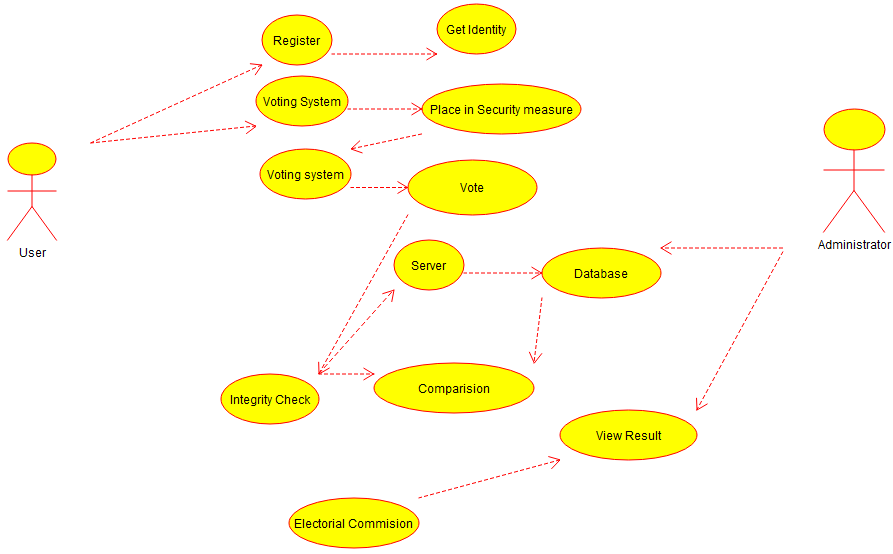 Get Identity
Register
Voting System
Place in Security measure
Voting system
Vote
User
Administrator
Server
Database
Comparision
Integrity Check
View Result
Electorial Commision